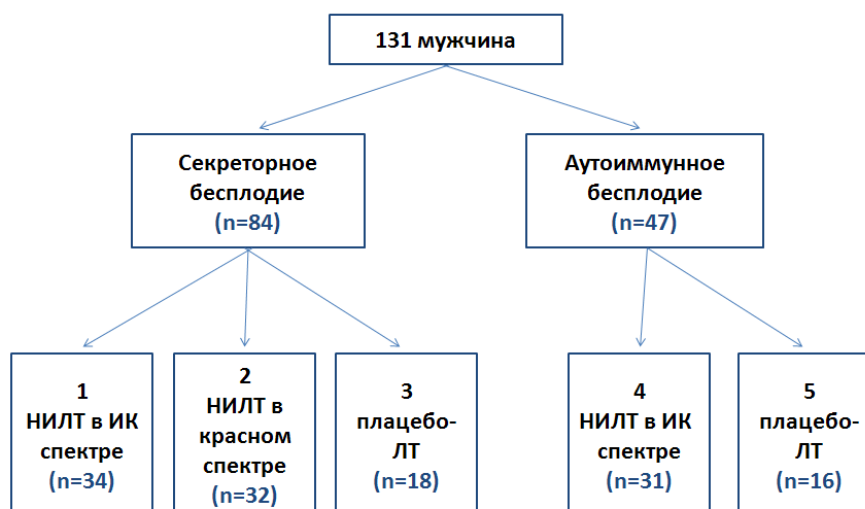 131 мужчина
Секреторное
бесплодие
(n=84)
Аутоиммунное
бесплодие
(n=47)
1
НИЛТ в ИК
спектре
(n=34)
2
НИЛТ в
красном
спектре
(n=32)
3
плацебо-
ЛТ
(n=18)
4
НИЛТ в ИК
спектре
(n=31)
5
плацебо-
ЛТ
(n=16)